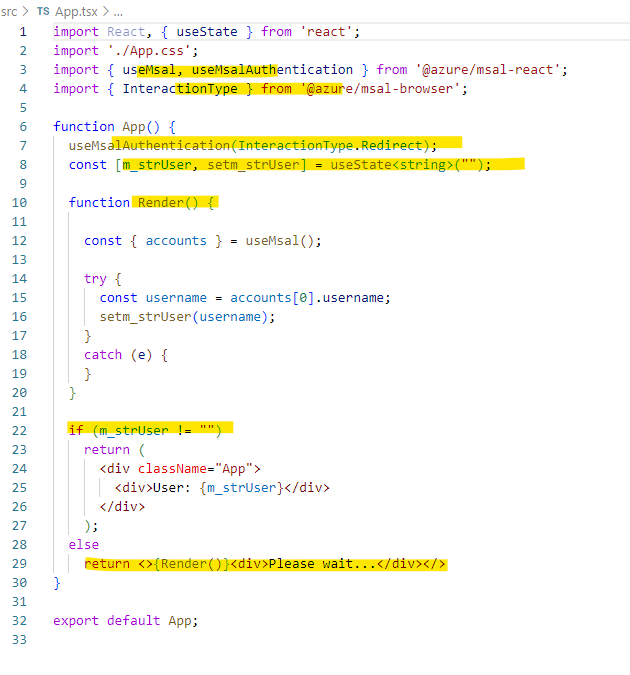 src > TS App.tsx > ...
1 import React, { useState } from 'react';
2 import './App.css';
3 import { useMsal, useMsalAuthentication } from '@azure/msal-react';
4 import { InteractionType } from '@azure/msal-browser';
5
6 function App() {
7 useMsalAuthentication(InteractionType.Redirect);
8 const [m_strUser, setm_strUser] = useState<string>("");
9
10 function Render() {
11
12 const { accounts } = useMsal();
13
14 try {
15 const username = accounts[0].username;
16 setm_strUser(username);
17 }
18 catch (e) {
19 }
20 }
21
22 if (m_strUser != "")
23 return (
24 <div className="App">
25 <div>User: {m_strUser}</div>
26 </div>
27 );
28 else
29 return <>{Render()}<div>Please wait...</div></>
30 }
31
32 export default App;
33